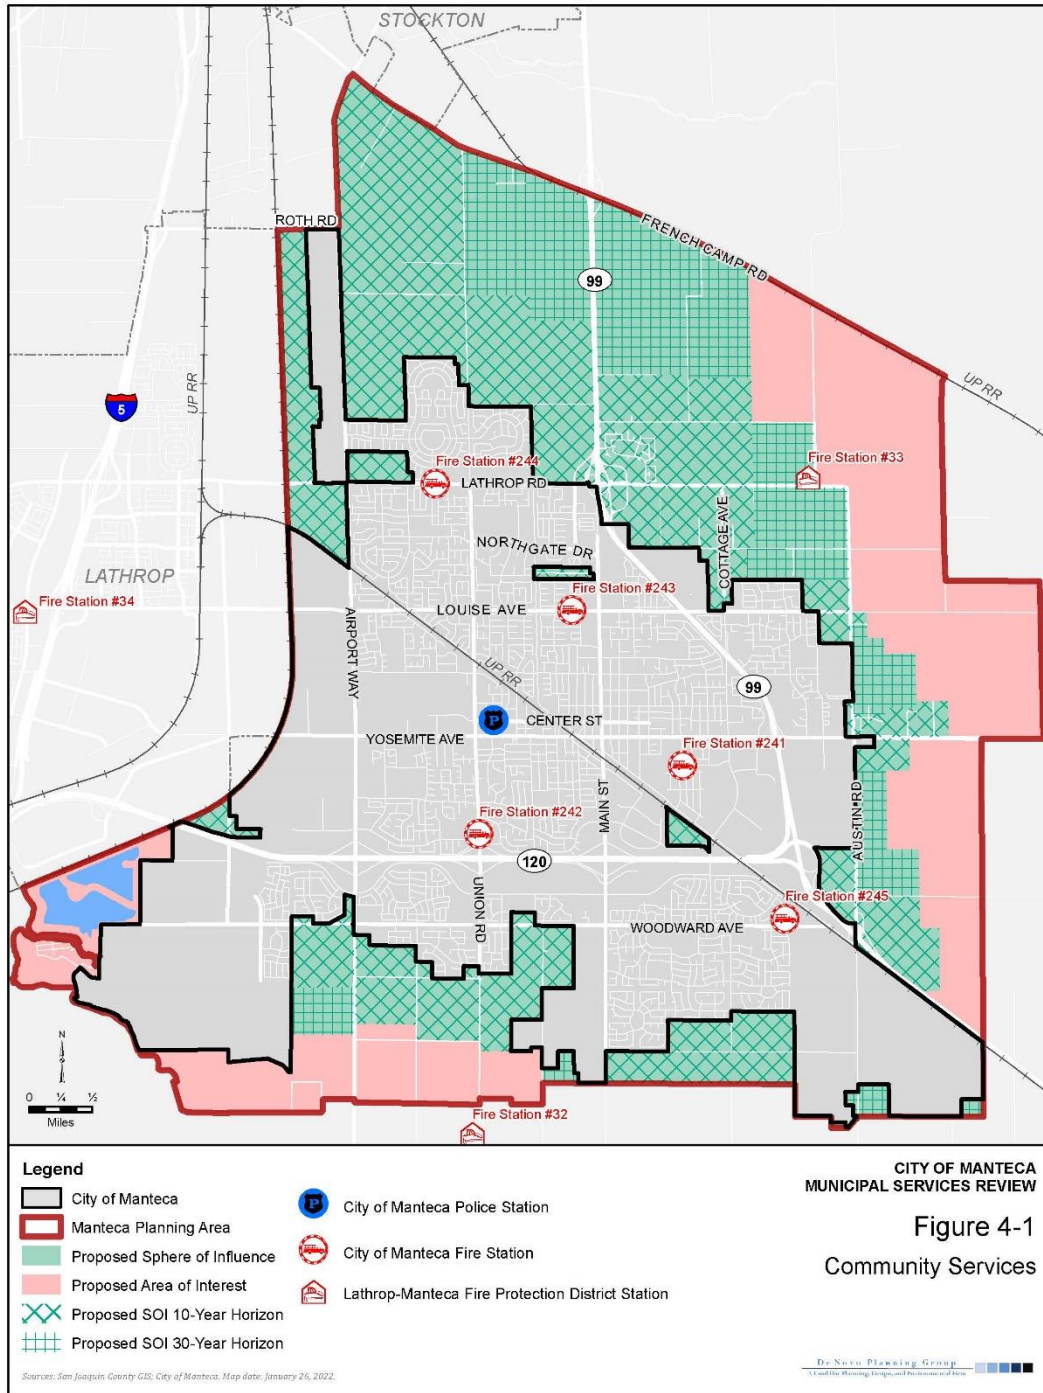 STOCKTON
ROTH RD
FRENCH CAMP RD
99
UP RR
UP RR
5
Fire Station #244
LATHROP RD
Fire Station #33
COTTAGE AVE
NORTHGATE DR
LATHROP
Fire Station #34
Fire Station #243
LOUISE AVE
AIRPORT WAY
UP RR
99
P
CENTER ST
YOSEMITE AVE
Fire Station #241
MAIN ST
Fire Station #242
AUSTIN RD
120
UNION RD
Fire Station #245
WOODWARD AVE
N
0 ¼ ½
Miles
Fire Station #32
Legend
City of Manteca
Manteca Planning Area
Proposed Sphere of Influence
Proposed Area of Interest
Proposed SOI 10-Year Horizon
Proposed SOI 30-Year Horizon
P
City of Manteca Police Station
City of Manteca Fire Station
Lathrop-Manteca Fire Protection District Station
CITY OF MANTECA
MUNICIPAL SERVICES REVIEW
Figure 4-1
Community Services
Sources: San Joaquin County GIS; City of Manteca. Map date: January 26, 2022.
De Novo Planning Group
A Land Use Planning, Design, and Environmental Firm